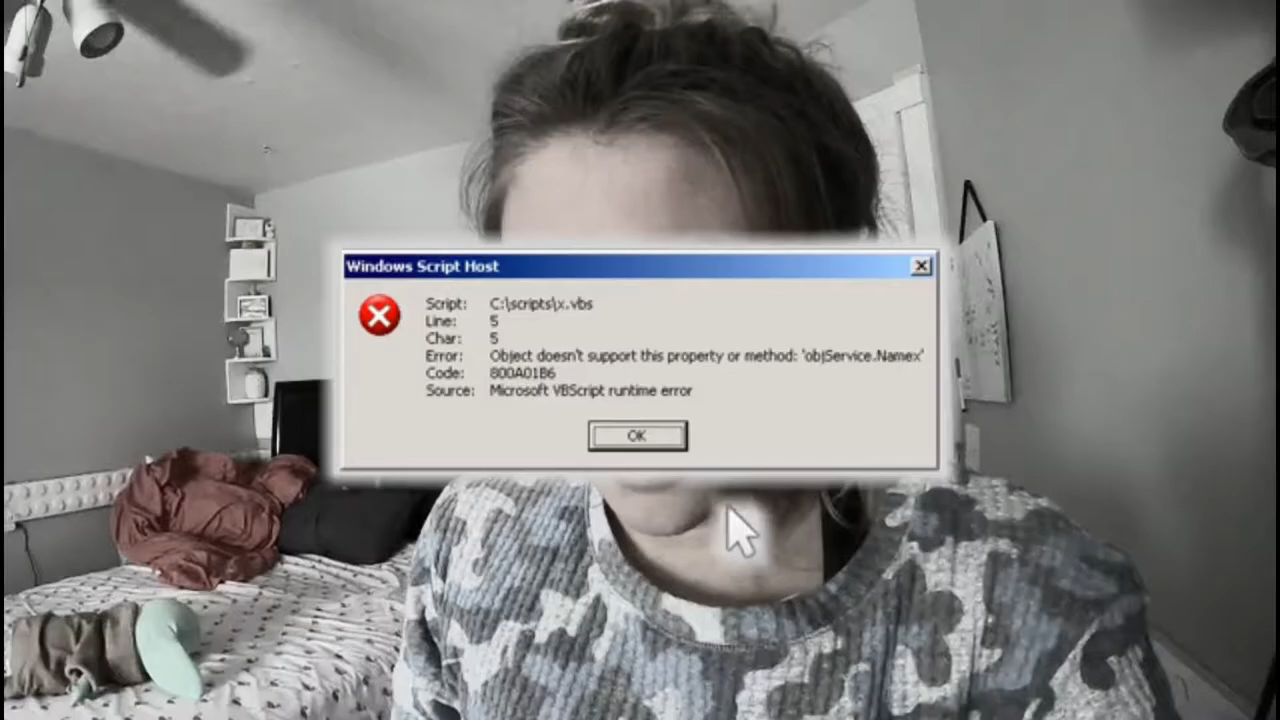 Windows Script Host
Script: C:\scripts\x.vbs
Line: 5
Char: 5
Error: Object doesn't support this property or method: 'objService.Namex'
Code: 800A01B6
Source: Microsoft VBScript runtime error
OK